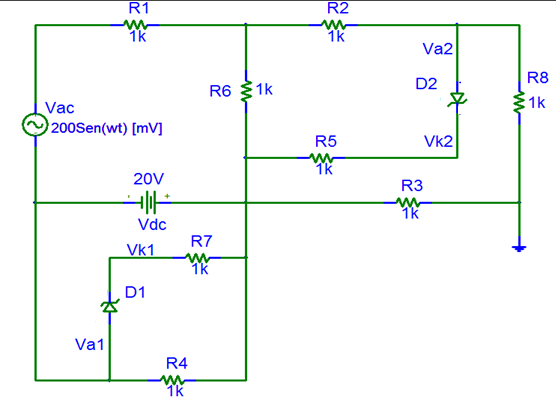 R1
1k
R2
1k
Va2
R8
1k
D2
R6
1k
Vac
200Sen(wt) [mV]
R5
1k
Vk2
20V
- +
Vdc
R3
1k
Vk1
R7
1k
D1
Va1
R4
1k